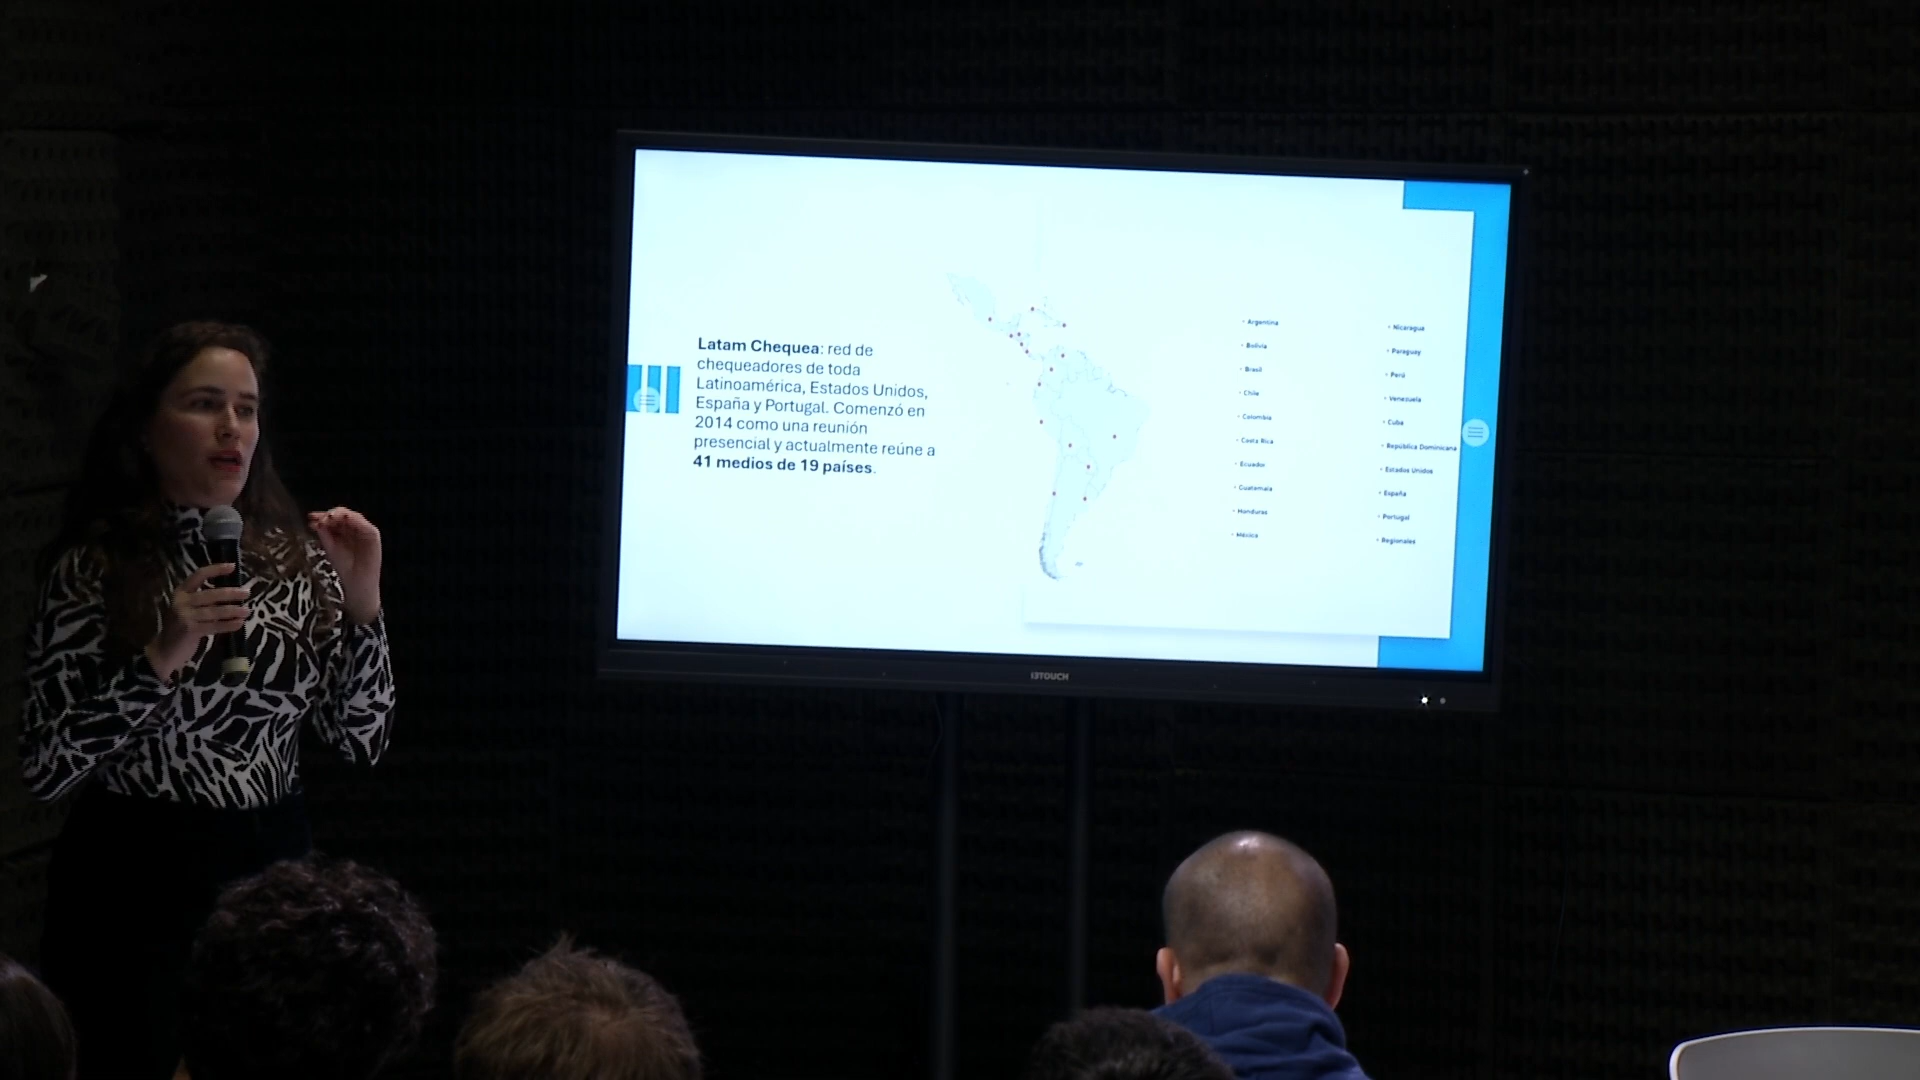 Latam Chequea: red de
chequeadores de toda
Latinoamérica, Estados Unidos,
España y Portugal. Comenzó en
2014 como una reunión
presencial y actualmente reúne a
41 medios de 19 países.
• Argentina
• Bolivia
• Brasil
• Chile
• Colombia
• Costa Rica
• Ecuador
• Guatemala
• Honduras
• México
• Nicaragua
• Paraguay
• Perú
• Venezuela
• Cuba
• República Dominicana
• Estados Unidos
• España
• Portugal
• Regionales
i3TOUCH